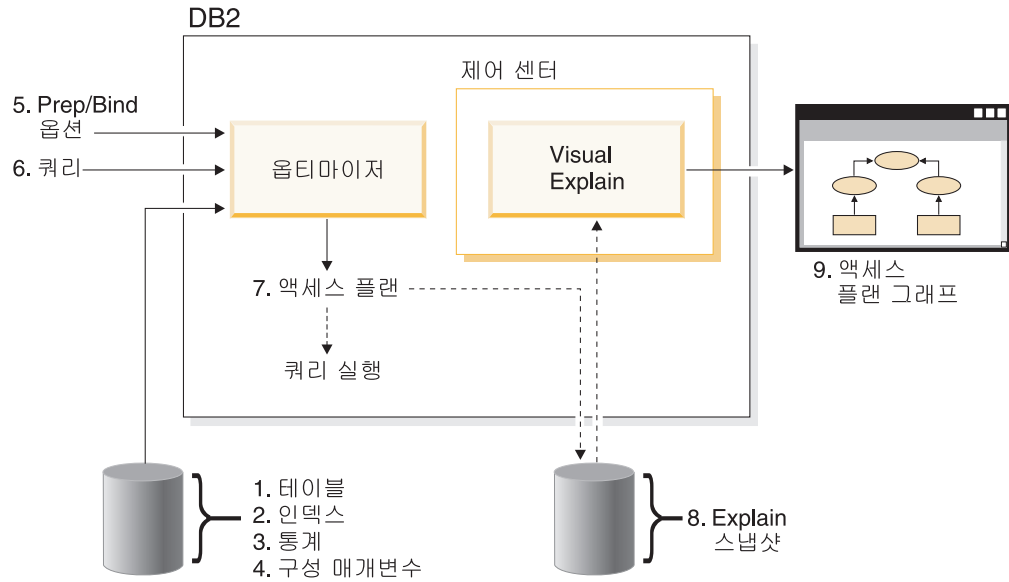 DB2
제어 센터
5. Prep/Bind
옵션
6. 쿼리
옵티마이저
Visual
Explain
7. 액세스 플랜
쿼리 실행
9. 액세스
플랜 그래프
1. 테이블
2. 인덱스
3. 통계
4. 구성 매개변수
8. Explain
스냅샷